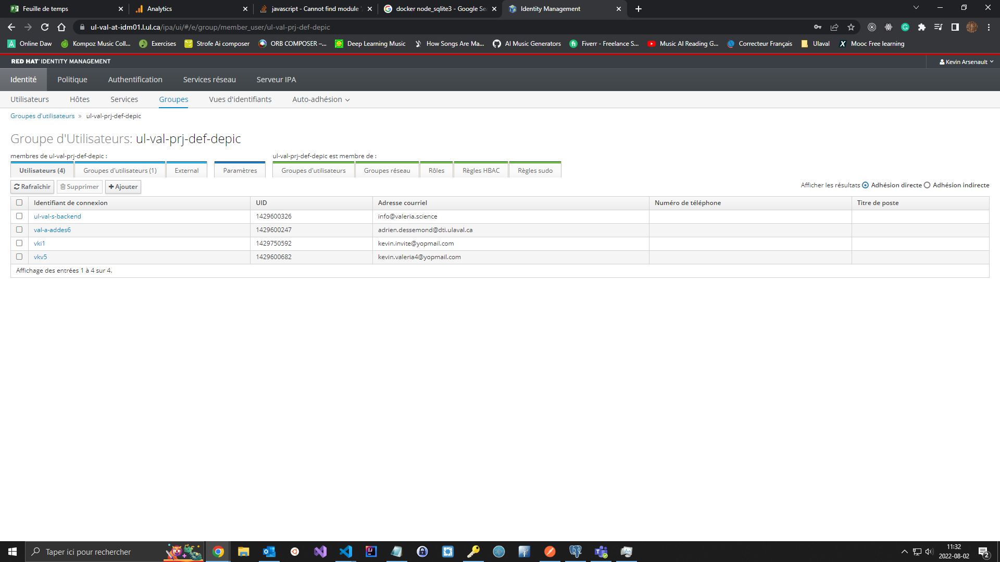 Feuille de temps
Analytics
javascript - Cannot find module '
docker node_sqlite3 - Google Se
Identity Management
ul-val-at-idm01.l.ul.ca/ipa/ui/#/e/group/member_user/ul-val-prj-def-depic
Online Daw
Kompoz Music Coll...
Exercises
Strofe Ai composer
ORB COMPOSER –...
Deep Learning Music
How Songs Are Ma...
AI Music Generators
Fiverr - Freelance S...
Music AI Reading G...
Correcteur Français
Ulaval
Mooc Free learning
RED HAT IDENTITY MANAGEMENT
Kevin Arsenault
Identité
Politique
Authentification
Services réseau
Serveur IPA
Utilisateurs
Hôtes
Services
Groupes
Vues d'identifiants
Auto-adhésion
Groupes d'utilisateurs » ul-val-prj-def-depic
Groupe d'Utilisateurs: ul-val-prj-def-depic
membres de ul-val-prj-def-depic :
ul-val-prj-def-depic est membre de :
Utilisateurs (4)
Groupes d'utilisateurs (1)
External
Paramètres
Groupes d'utilisateurs
Groupes réseau
Rôles
Règles HBAC
Règles sudo
Rafraîchir
Supprimer
Ajouter
Afficher les résultats Adhésion directe Adhésion indirecte
Identifiant de connexion UID Adresse courriel Numéro de téléphone Titre de poste
ul-val-s-backend 1429600326 info@valeria.science
val-a-addes6 1429600247 adrien.dessemond@dti.ulaval.ca
vki1 1429750592 kevin.invite@yopmail.com
vkv5 1429600682 kevin.valeria4@yopmail.com
Affichage des entrées 1 à 4 sur 4.
Taper ici pour rechercher
11:32
2022-08-02
2